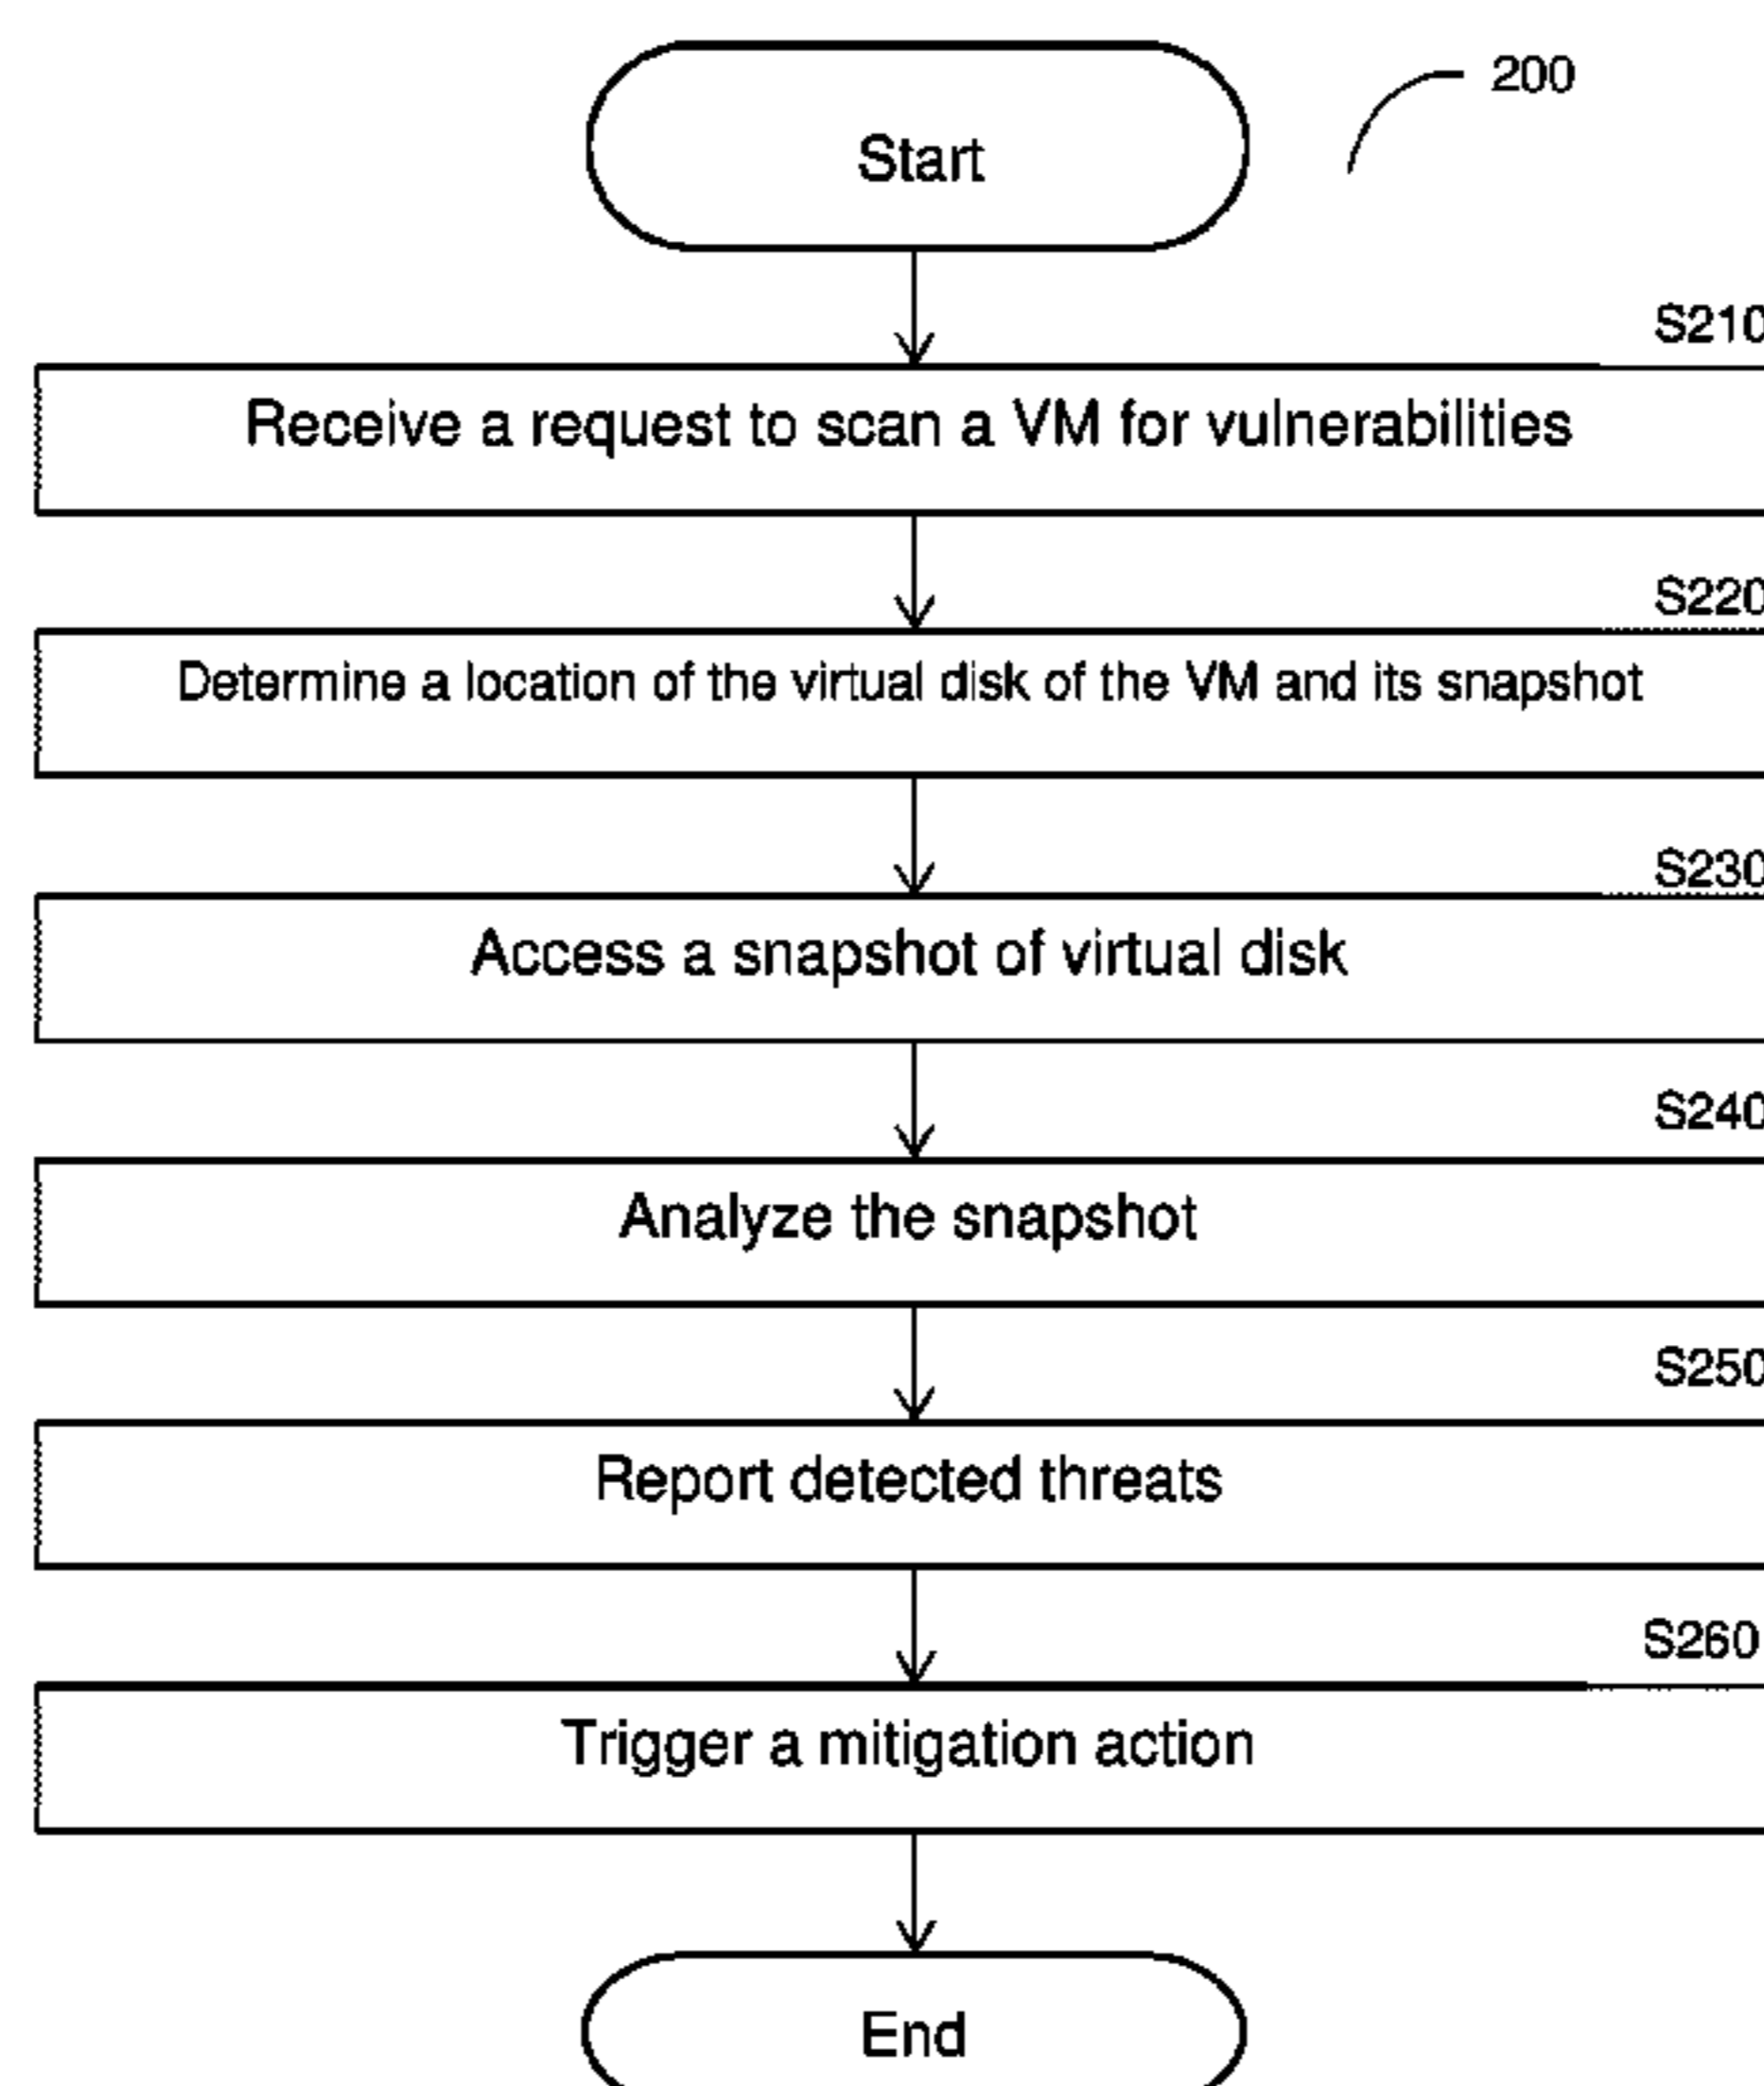 200
Start
S210
Receive a request to scan a VM for vulnerabilities
S220
Determine a location of the virtual disk of the VM and its snapshot
S230
Access a snapshot of virtual disk
S240
Analyze the snapshot
S250
Report detected threats
S260
Trigger a mitigation action
End